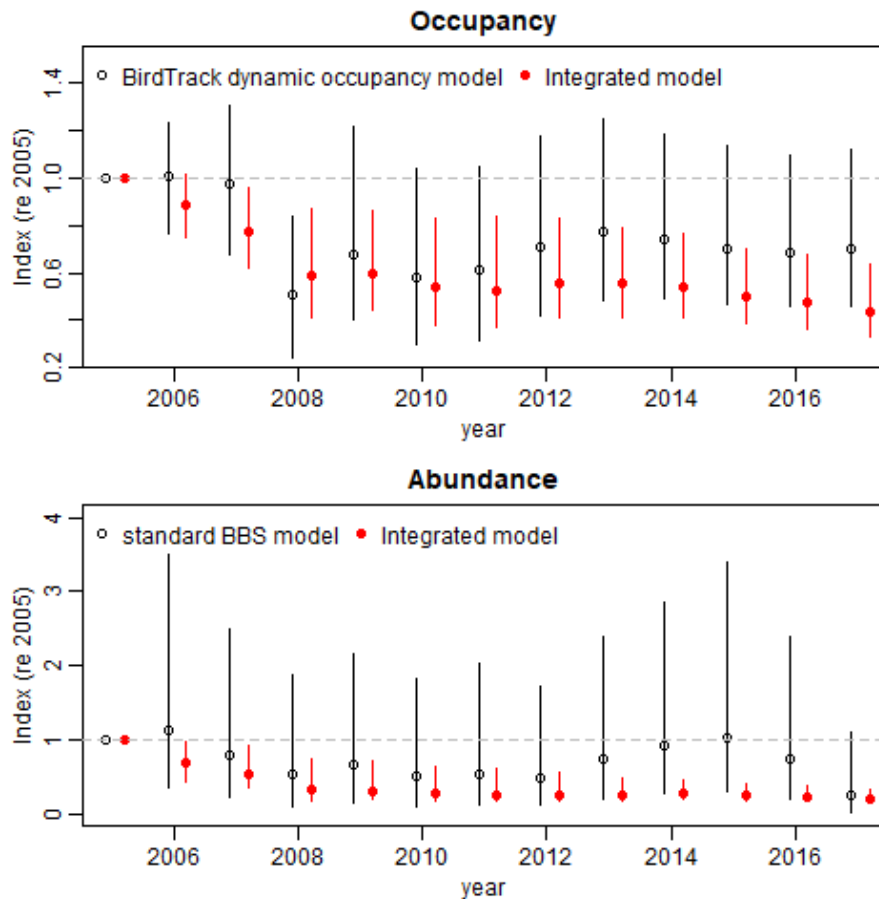 Occupancy
BirdTrack dynamic occupancy model Integrated model
Index (re 2005)
1.4
1.0
0.6
0.2
2006 2008 2010 2012 2014 2016
year
Abundance
standard BBS model Integrated model
Index (re 2005)
4
3
2
1
0
2006 2008 2010 2012 2014 2016
year